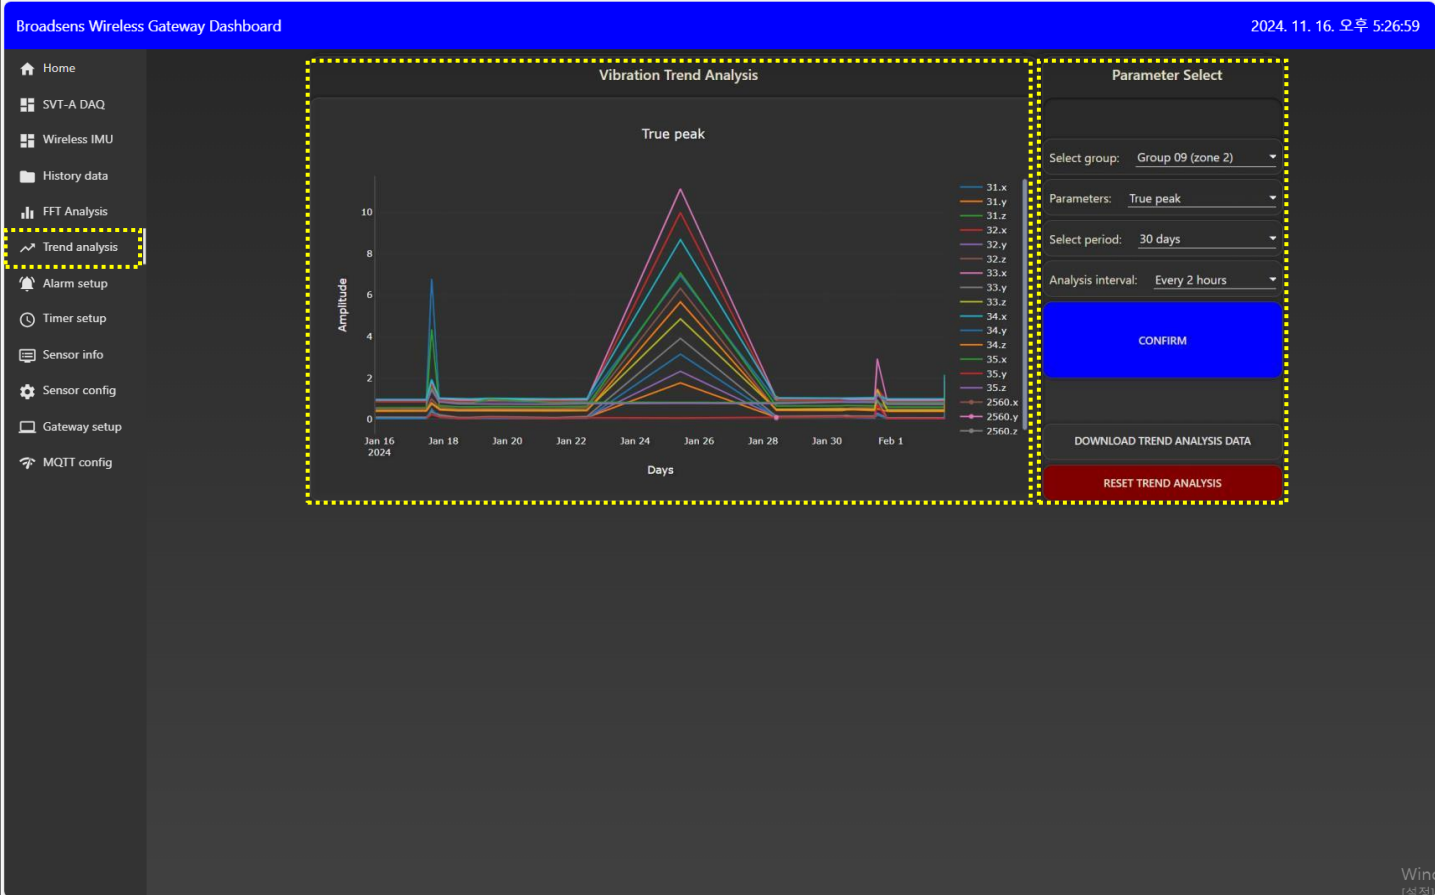 Broadsens Wireless Gateway Dashboard
2024. 11. 16. 오후 5:26:59
Home
SVT-A DAQ
Wireless IMU
History data
FFT Analysis
Trend analysis
Alarm setup
Timer setup
Sensor info
Sensor config
Gateway setup
MQTT config
Vibration Trend Analysis
True peak
Amplitude
10
8
6
4
2
0
Jan 16
2024
Jan 18
Jan 20
Jan 22
Jan 24
Jan 26
Jan 28
Jan 30
Feb 1
Days
31.x
31.y
31.z
32.x
32.y
32.z
33.x
33.y
33.z
34.x
34.y
34.z
35.x
35.y
35.z
2560.x
2560.y
2560.z
Parameter Select
Select group: Group 09 (zone 2)
Parameters: True peak
Select period: 30 days
Analysis interval: Every 2 hours
CONFIRM
DOWNLOAD TREND ANALYSIS DATA
RESET TREND ANALYSIS